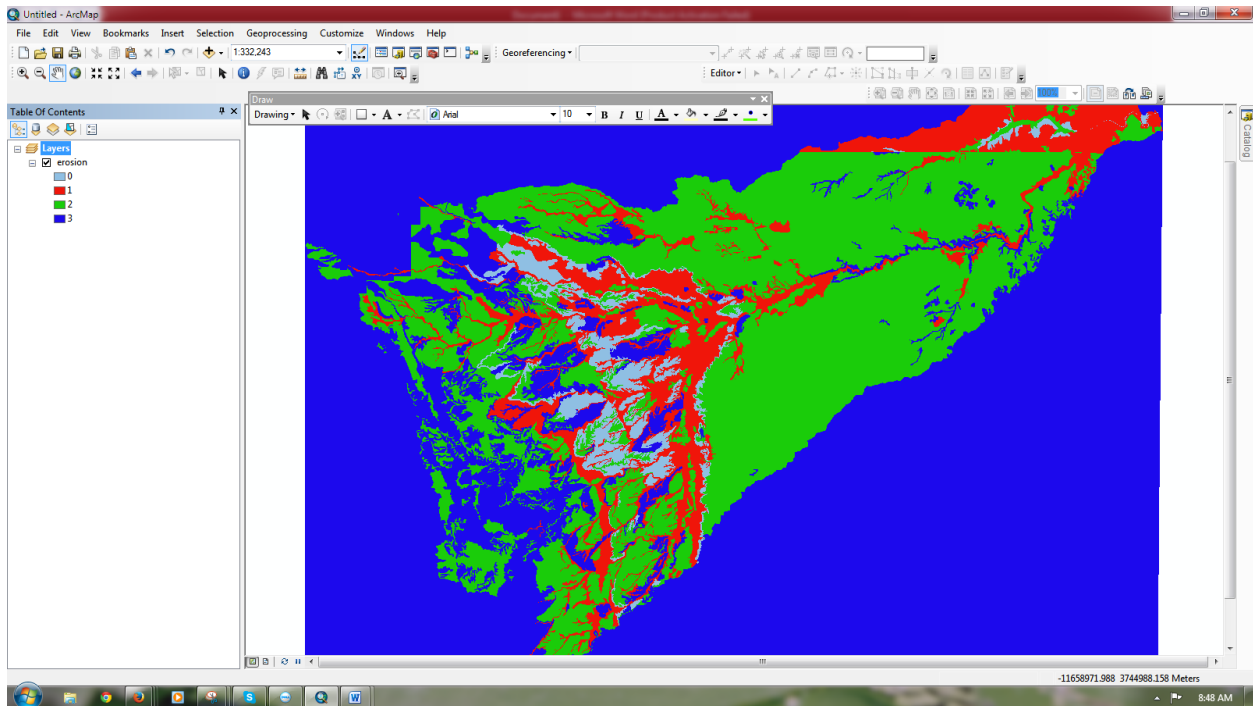 Untitled - ArcMap
File Edit View Bookmarks Insert Selection Geoprocessing Customize Windows Help
1:332,243
Georeferencing
Editor
100%
Table Of Contents
Draw
Drawing
A
Arial
10
B I U A
Layers
erosion
0
1
2
3
Catalog
-11658971.988 3744988.158 Meters
8:48 AM